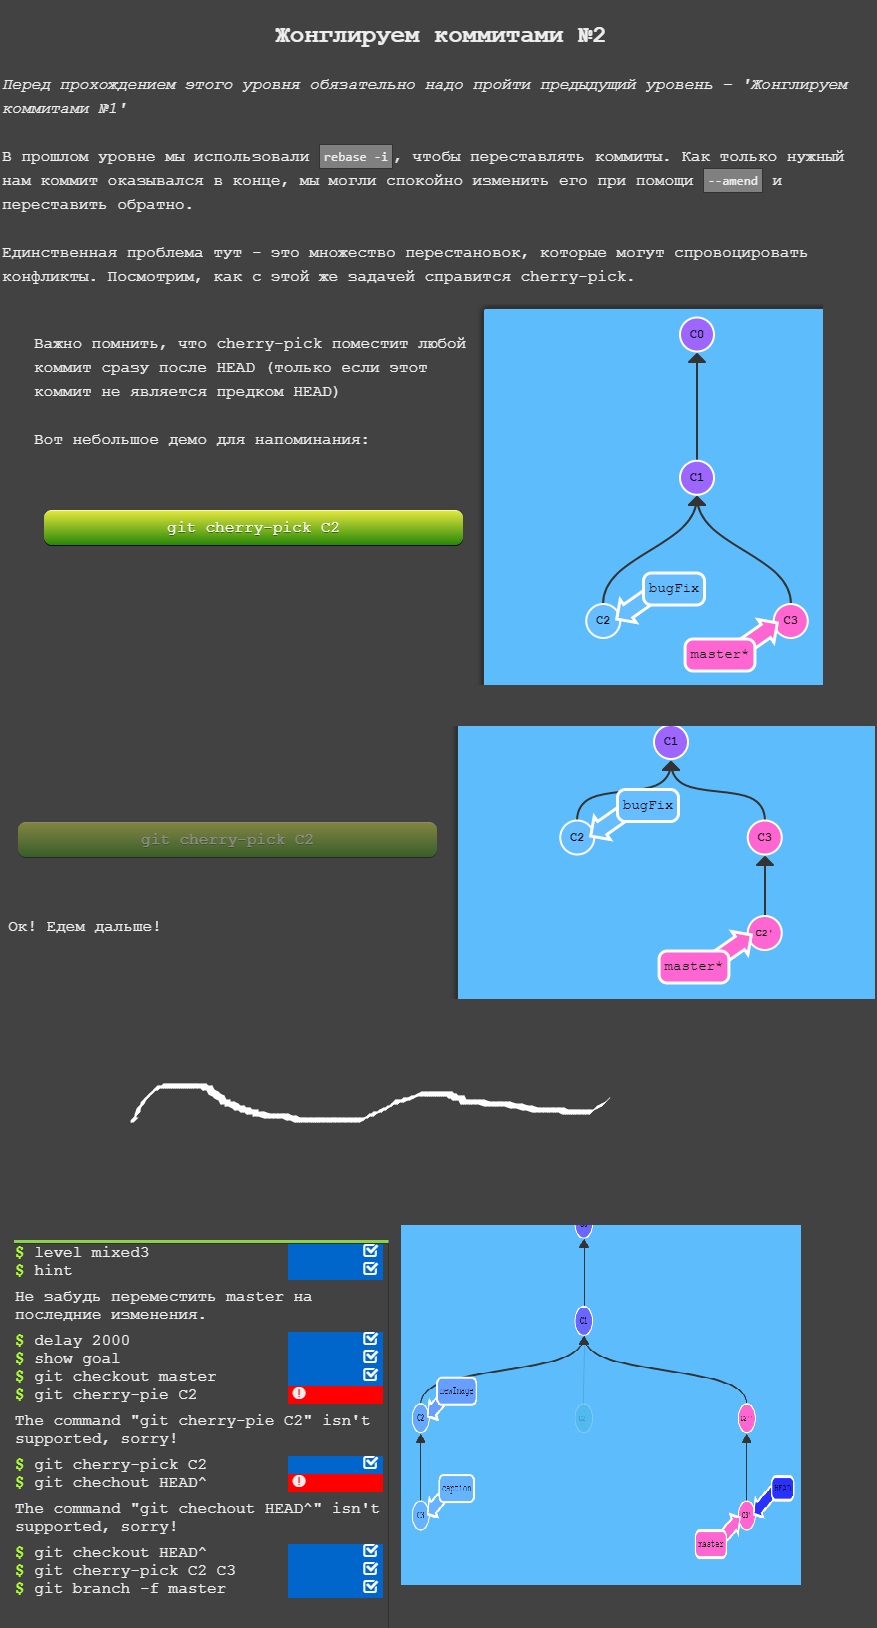 Жонглируем коммитами №2
Перед прохождением этого уровня обязательно надо пройти предыдущий уровень – 'Жонглируем
коммитами №1'
В прошлом уровне мы использовали rebase -i, чтобы переставлять коммиты. Как только нужный
нам коммит оказывался в конце, мы могли спокойно изменить его при помощи --amend и
переставить обратно.
Единственная проблема тут – это множество перестановок, которые могут спровоцировать
конфликты. Посмотрим, как с этой же задачей справится cherry-pick.
Важно помнить, что cherry-pick поместит любой
коммит сразу после HEAD (только если этот
коммит не является предком HEAD)
Вот небольшое демо для напоминания:
git cherry-pick C2
C0
C1
bugFix
C2
C3
master*
C1
bugFix
C2
C3
git cherry-pick C2
C2'
master*
Ок! Едем дальше!
$ level mixed3
$ hint
Не забудь переместить master на
последние изменения.
$ delay 2000
$ show goal
$ git checkout master
$ git cherry-pie C2
The command "git cherry-pie C2" isn't
supported, sorry!
$ git cherry-pick C2
$ git chechout HEAD^
The command "git chechout HEAD^" isn't
supported, sorry!
$ git checkout HEAD^
$ git cherry-pick C2 C3
$ git branch -f master
C1
newImage
C2
caption
C3
HEAD
C3'
master